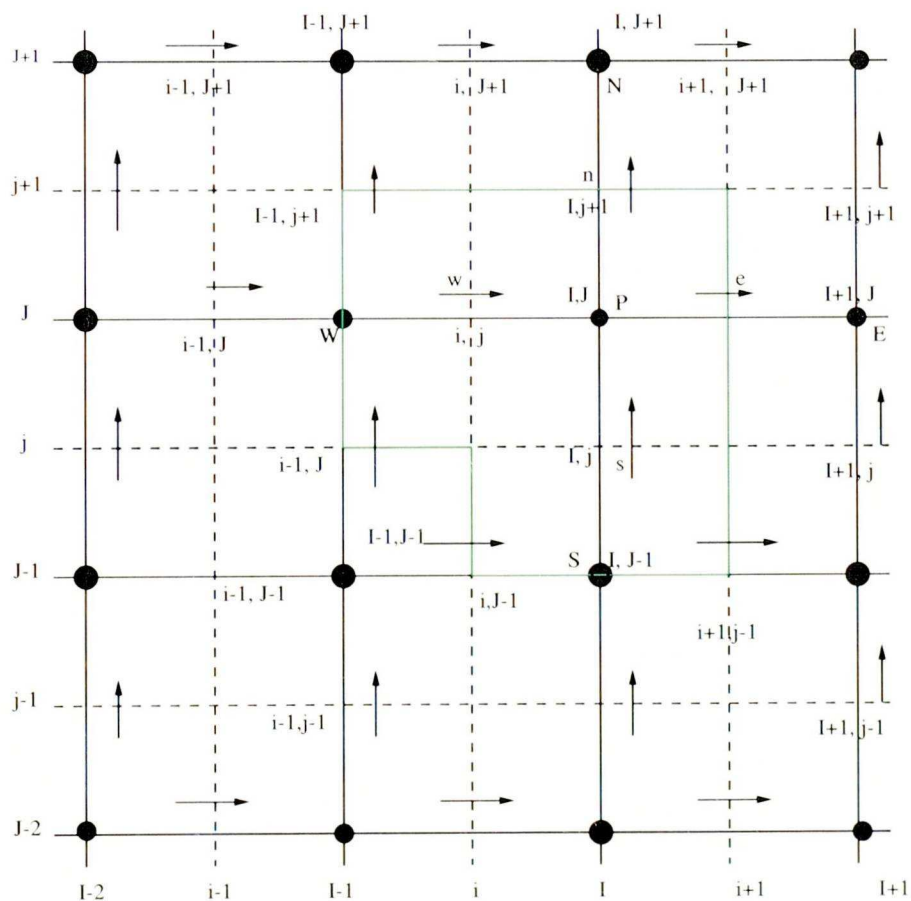 I-1, J+1 I, J+1
J+1
i-1, J+1 i, J+1 N i+1, J+1
n
j+1
I-1, j+1 I,j+1 I+1, j+1
w e
J I,J P I+1, J
i-1, J W i, j E
j i-1, J I, j s I+1, j
I-1,J-1
J-1 S I, J-1
i-1, J-1 i,J-1
i+1 j-1
j-1
i-1,j-1 I+1, j-1
J-2
I-2 i-1 I-1 i I i+1 I+1